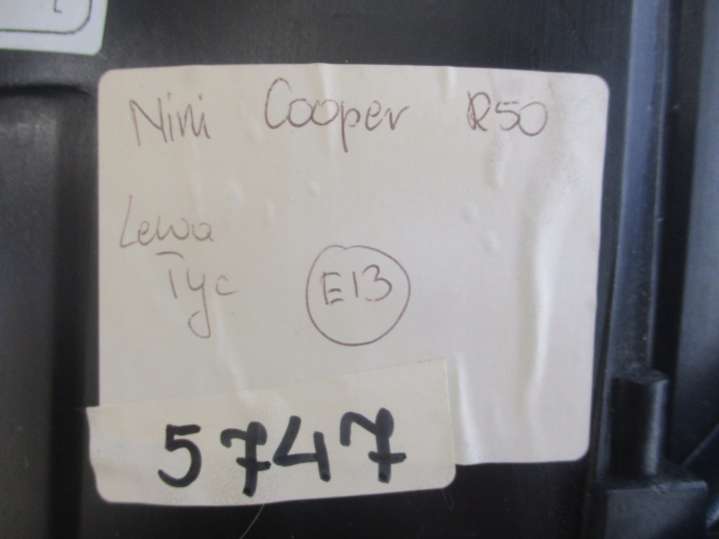 Mini Cooper R50
Lewa
Tyc
E13
5747